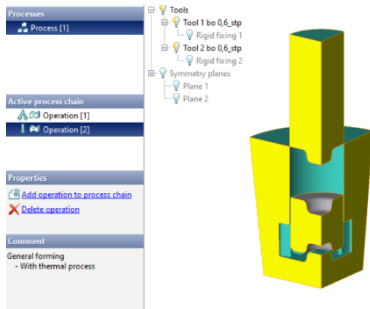 Processes
Process [1]
Active process chain
Operation [1]
Operation [2]
Properties
Add operation to process chain
Delete operation
Comment
General forming
- With thermal process
Tools
Tool 1 bo 0,6_stp
Rigid fixing 1
Tool 2 bo 0,6_stp
Rigid fixing 2
Symmetry planes
Plane 1
Plane 2